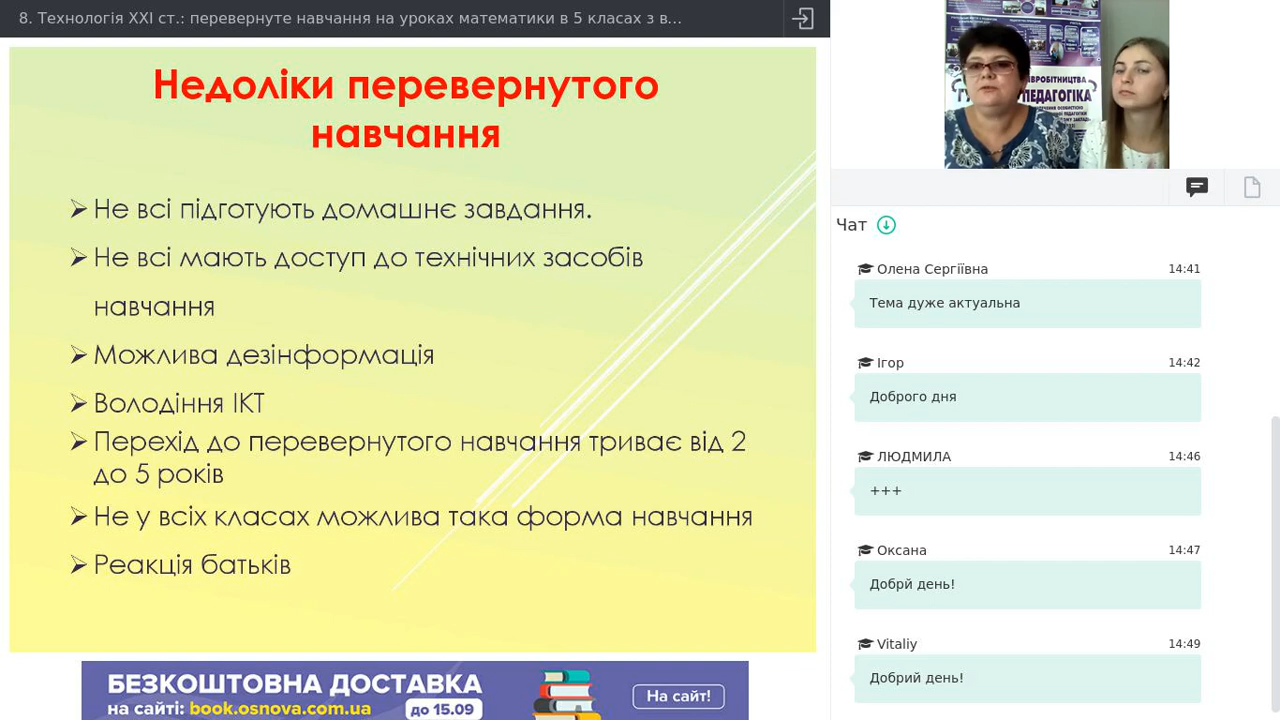 8. Технологія XXI ст.: перевернуте навчання на уроках математики в 5 класах з в...
Недоліки перевернутого
навчання
Не всі підготують домашнє завдання.
Не всі мають доступ до технічних засобів
навчання
Можлива дезінформація
Володіння ІКТ
Перехід до перевернутого навчання триває від 2
до 5 років
Не у всіх класах можлива така форма навчання
Реакція батьків
БЕЗКОШТОВНА ДОСТАВКА
на сайті: book.osnova.com.ua
до 15.09
На сайт!
ПЕДАГОГІКА
Чат
Олена Сергіївна 14:41
Тема дуже актуальна
Ігор 14:42
Доброго дня
ЛЮДМИЛА 14:46
+++
Оксана 14:47
Добрй день!
Vitaliy 14:49
Добрий день!